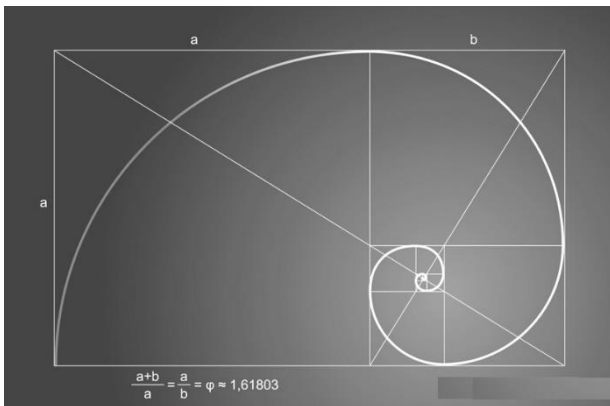 a b
a
a+b/a = a/b = φ ≈ 1,61803